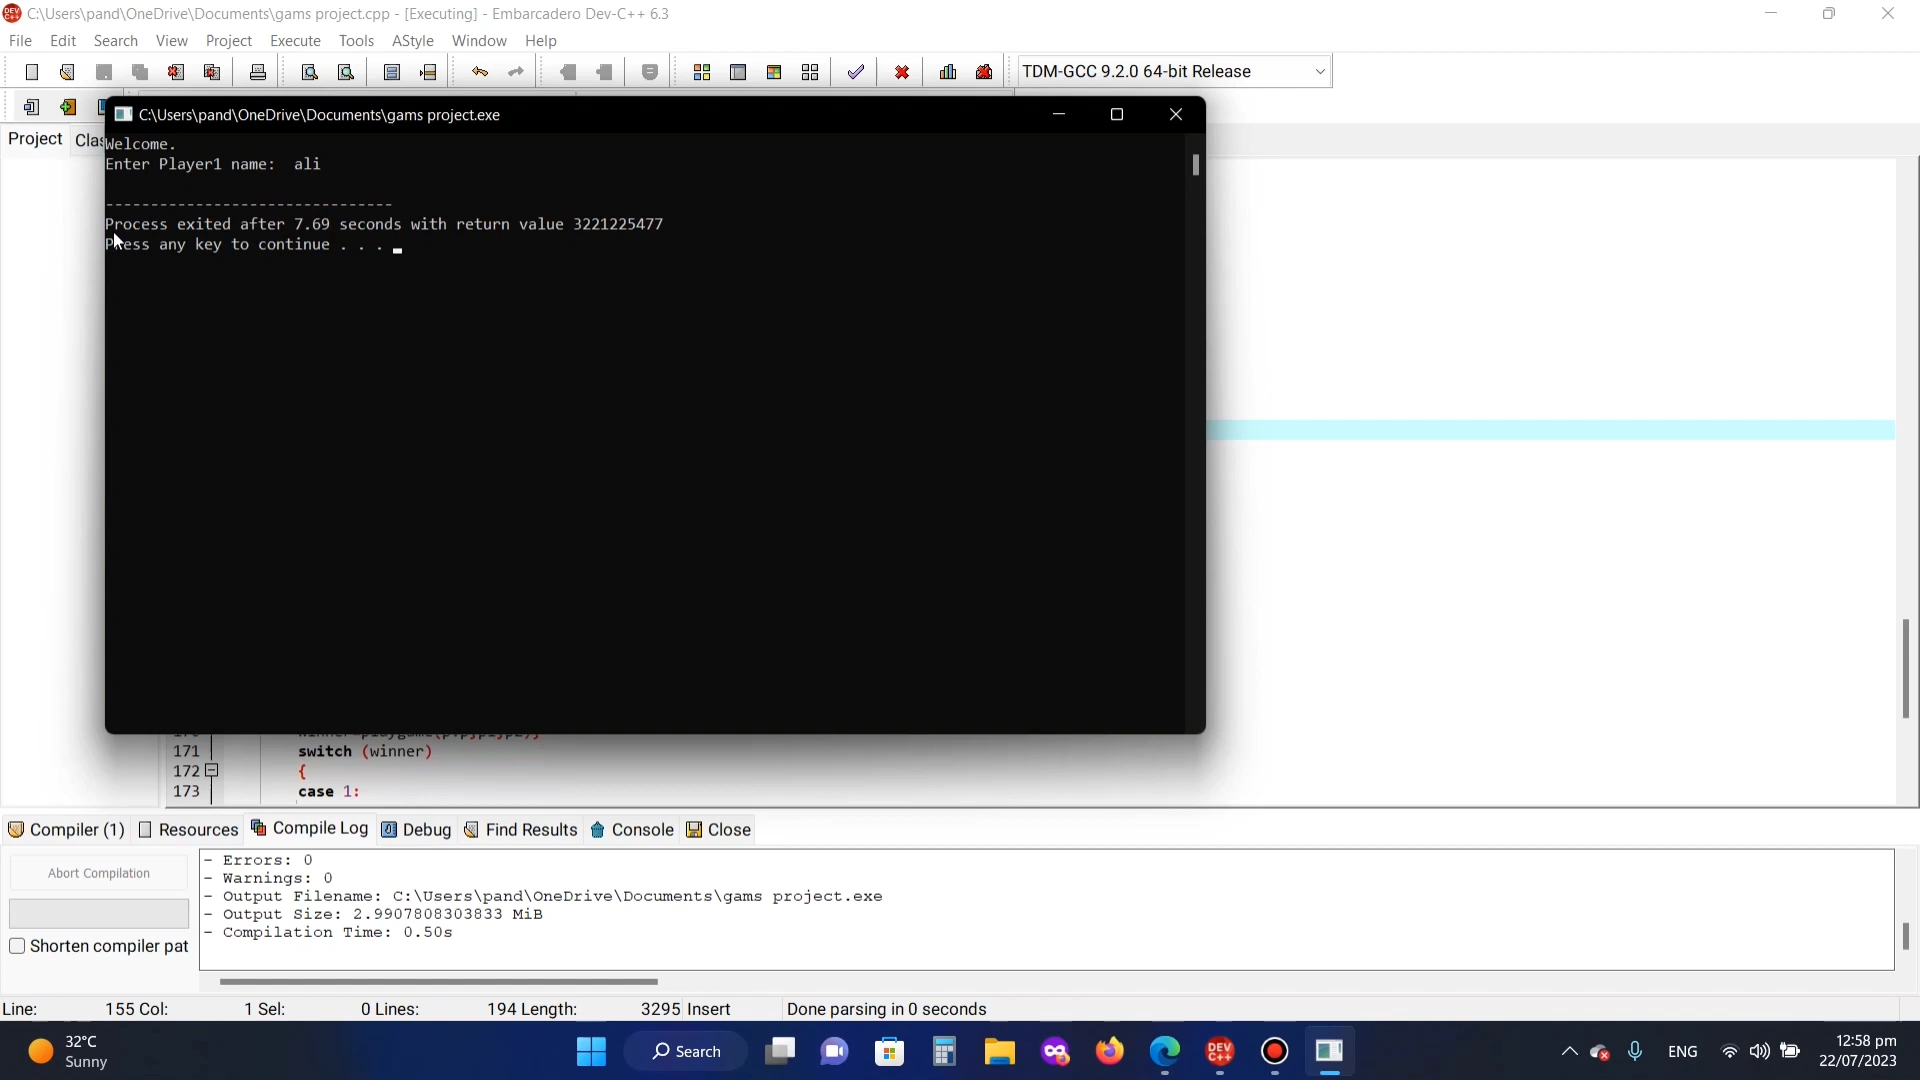 C:\Users\pand\OneDrive\Documents\gams project.cpp - [Executing] - Embarcadero Dev-C++ 6.3
File Edit Search View Project Execute Tools AStyle Window Help
TDM-GCC 9.2.0 64-bit Release
Project Clas
C:\Users\pand\OneDrive\Documents\gams project.exe
Welcome.
Enter Player1 name:  ali
--------------------------------
Process exited after 7.69 seconds with return value 3221225477
Press any key to continue . . .
171 switch (winner)
172 {
173 case 1:
Compiler (1) Resources Compile Log Debug Find Results Console Close
Abort Compilation
Shorten compiler pat
- Errors: 0
- Warnings: 0
- Output Filename: C:\Users\pand\OneDrive\Documents\gams project.exe
- Output Size: 2.9907808303833 MiB
- Compilation Time: 0.50s
Line: 155 Col: 1 Sel: 0 Lines: 194 Length: 3295 Insert Done parsing in 0 seconds
32°C
Sunny
Search
DEV C++
ENG
12:58 pm
22/07/2023